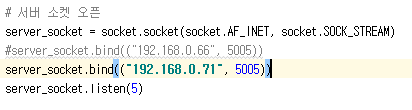 # 서버 소켓 오픈
server_socket = socket.socket(socket.AF_INET, socket.SOCK_STREAM)
#server_socket.bind(("192.168.0.66", 5005))
server_socket.bind(("192.168.0.71", 5005))
server_socket.listen(5)